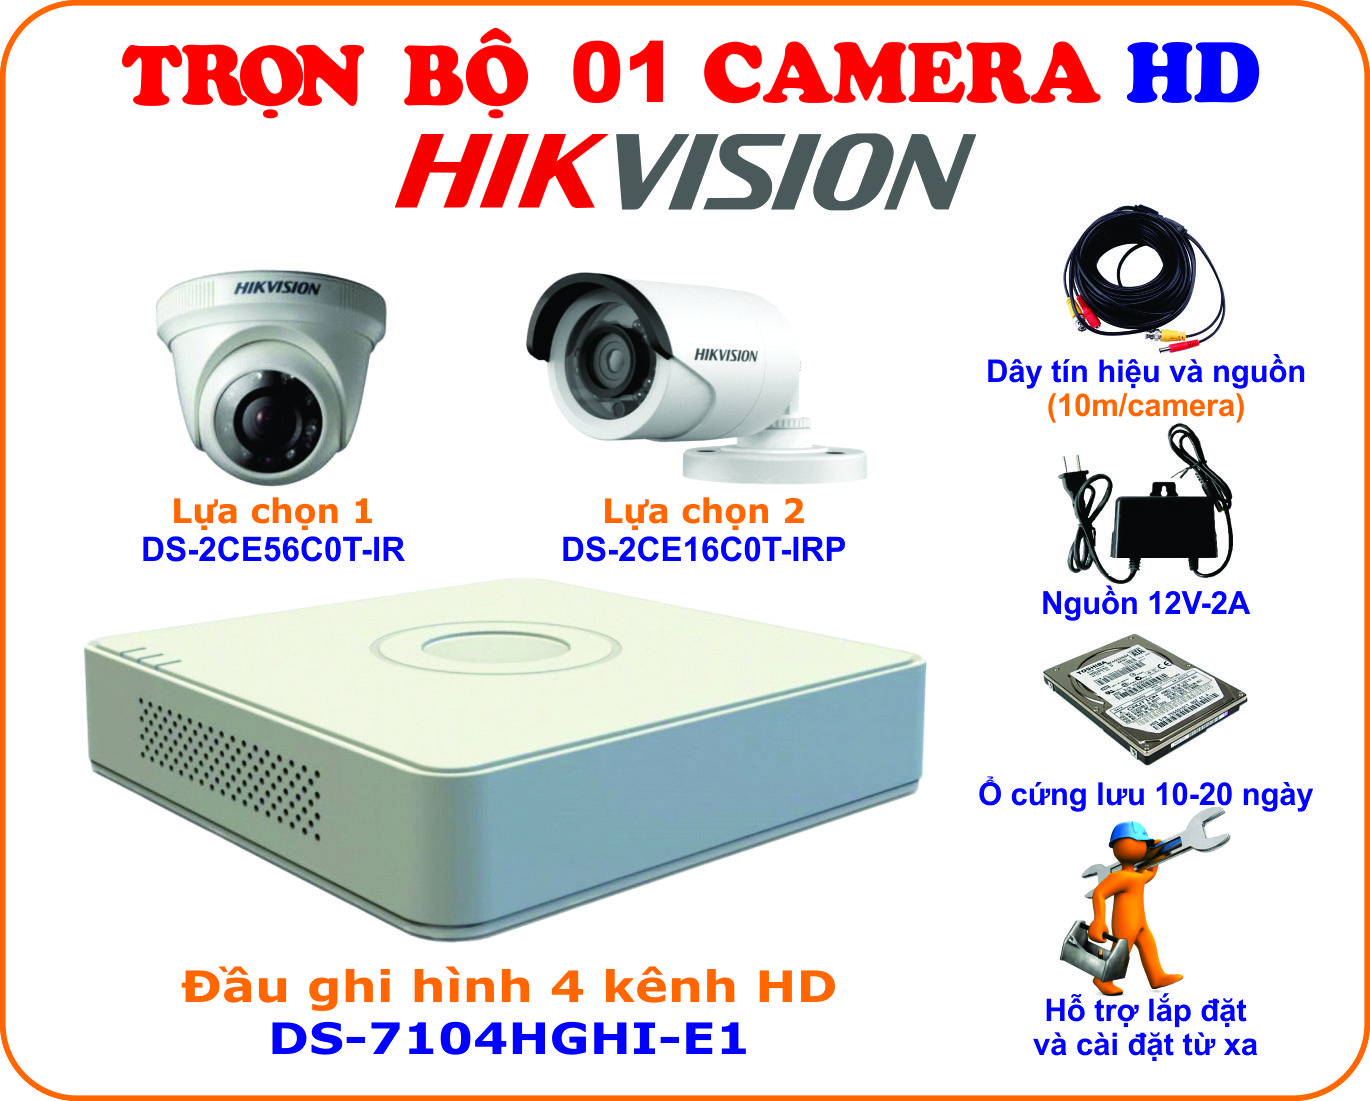 TRỌN BỘ 01 CAMERA HD
HIKVISION
HIKVISION
HIKVISION
Dây tín hiệu và nguồn
(10m/camera)
Lựa chọn 1
DS-2CE56C0T-IR
Lựa chọn 2
DS-2CE16C0T-IRP
Nguồn 12V-2A
TOSHIBA
Ổ cứng lưu 10-20 ngày
Đầu ghi hình 4 kênh HD
DS-7104HGHI-E1
Hỗ trợ lắp đặt
và cài đặt từ xa